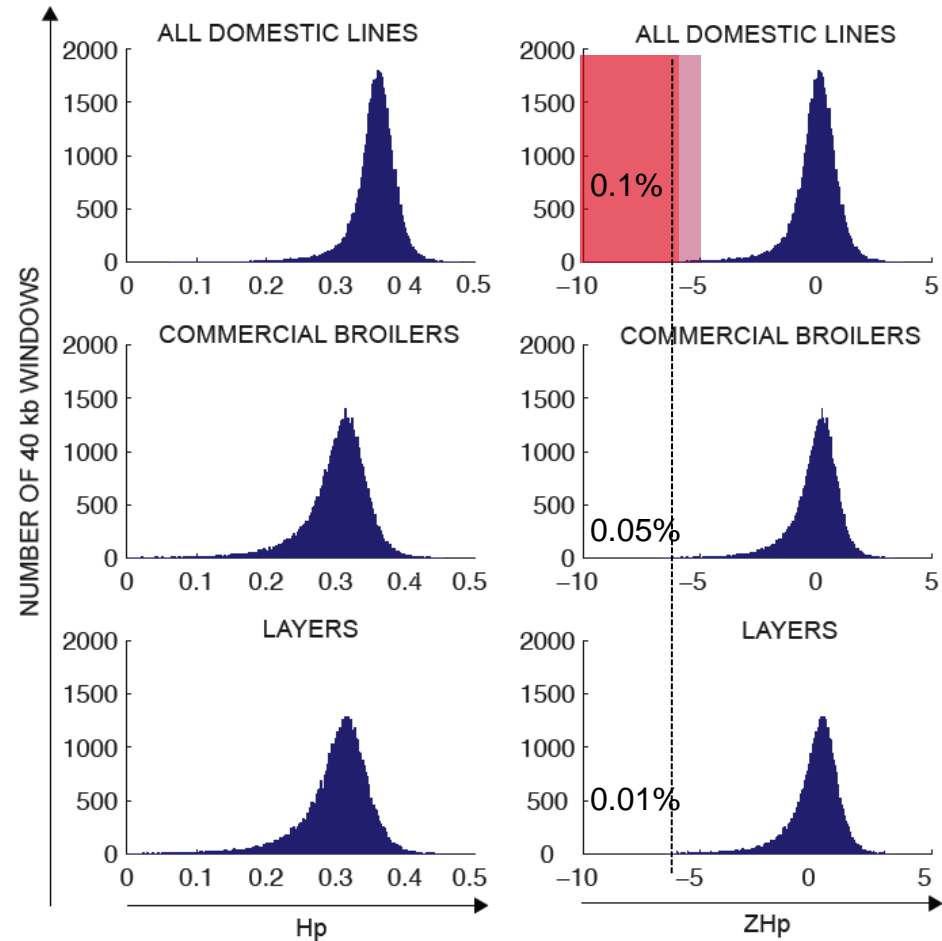 NUMBER OF 40 kb WINDOWS
ALL DOMESTIC LINES
2000
1500
1000
500
0
0 0.1 0.2 0.3 0 4 0.5
ALL DOMESTIC LINES
2000
1500
1000
500
0
0.1%
−10 −5 0 5
COMMERCIAL BROILERS
2000
1500
1000
500
0
0 0.1 0.2 0.3 0.4 0.5
COMMERCIAL BROILERS
2000
1500
1000
500
0
0.05%
−10 −5 0 5
LAYERS
2000
1500
1000
500
0
0 0.1 0.2 0.3 0.4 0.5
Hp
LAYERS
2000
1500
1000
500
0
0.01%
−10 −5 0 5
ZHp